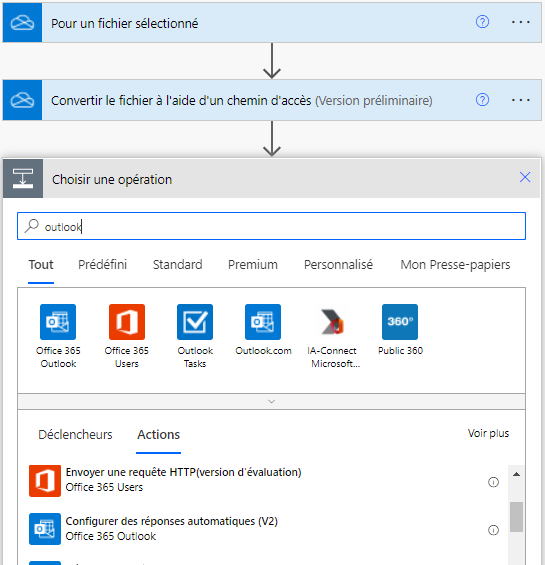 Pour un fichier sélectionné
Convertir le fichier à l'aide d'un chemin d'accès (Version préliminaire)
Choisir une opération
outlook
Tout Prédéfini Standard Premium Personnalisé Mon Presse-papiers
Office 365 Outlook
Office 365 Users
Outlook Tasks
Outlook.com
IA-Connect Microsoft...
360°
Public 360
Déclencheurs Actions Voir plus
Envoyer une requête HTTP(version d'évaluation)
Office 365 Users
Configurer des réponses automatiques (V2)
Office 365 Outlook